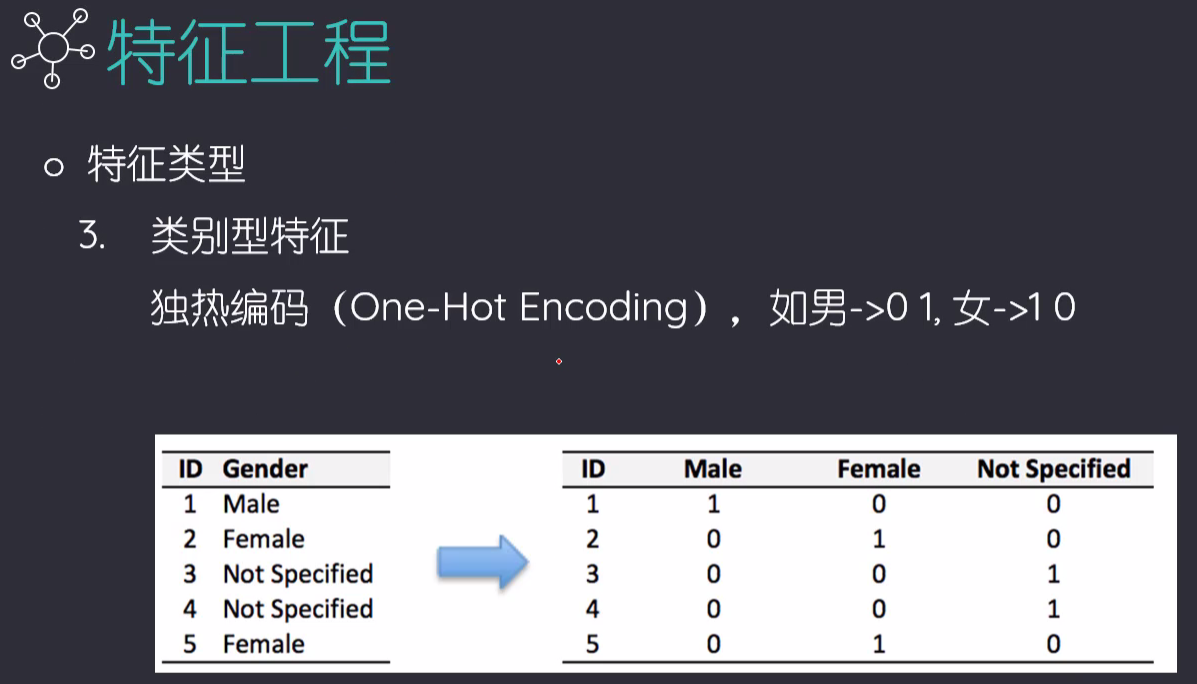 特征工程
特征类型
3. 类别型特征
独热编码（One-Hot Encoding），如男->0 1, 女->1 0
ID Gender
1 Male
2 Female
3 Not Specified
4 Not Specified
5 Female
ID Male Female Not Specified
1 1 0 0
2 0 1 0
3 0 0 1
4 0 0 1
5 0 1 0